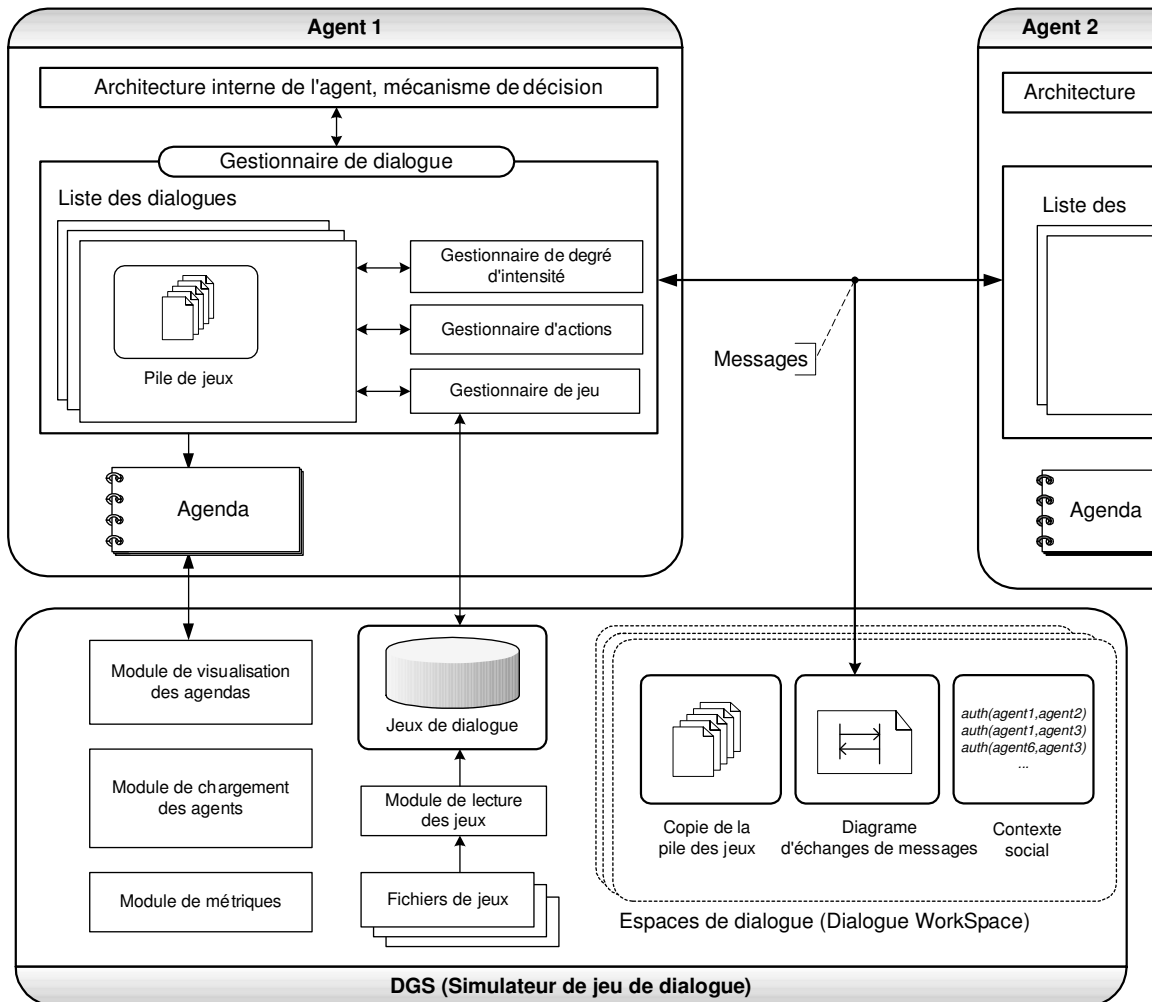 Agent 1
Architecture interne de l'agent, mécanisme de décision
Gestionnaire de dialogue
Liste des dialogues
Gestionnaire de degré
d'intensité
Gestionnaire d'actions
Gestionnaire de jeu
Pile de jeux
Agenda
Messages
Agent 2
Architecture
Liste des
Agenda
Module de visualisation
des agendas
Module de chargement
des agents
Module de métriques
Jeux de dialogue
Module de lecture
des jeux
Fichiers de jeux
auth(agent1,agent2)
auth(agent1,agent3)
auth(agent6,agent3)
...
Copie de la
pile des jeux
Diagrame
d'échanges de messages
Contexte
social
Espaces de dialogue (Dialogue WorkSpace)
DGS (Simulateur de jeu de dialogue)